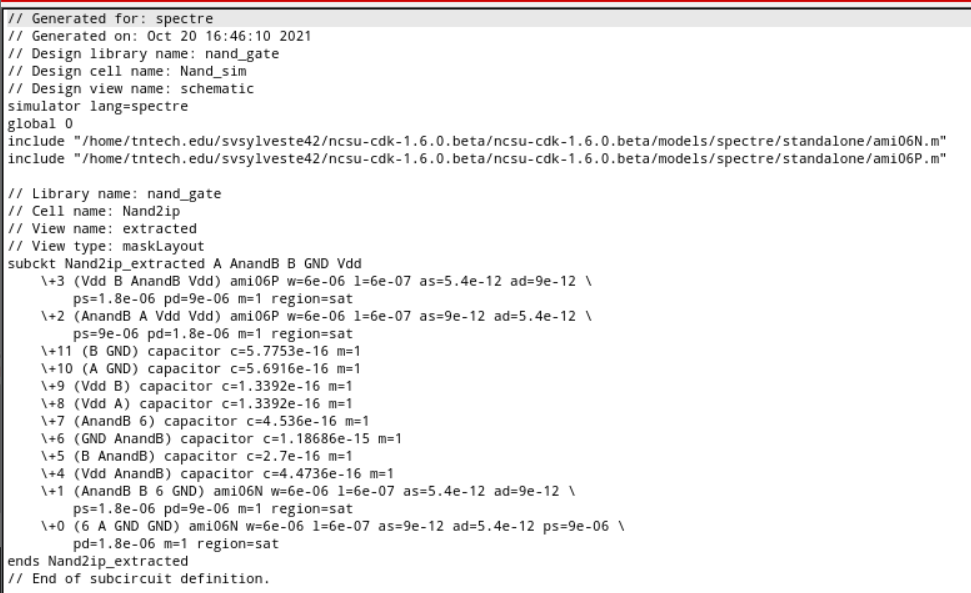 // Generated for: spectre
// Generated on: Oct 20 16:46:10 2021
// Design library name: nand_gate
// Design cell name: Nand_sim
// Design view name: schematic
simulator lang=spectre
global 0
include "/home/tntech.edu/svsylveste42/ncsu-cdk-1.6.0.beta/ncsu-cdk-1.6.0.beta/models/spectre/standalone/ami06N.m"
include "/home/tntech.edu/svsylveste42/ncsu-cdk-1.6.0.beta/ncsu-cdk-1.6.0.beta/models/spectre/standalone/ami06P.m"

// Library name: nand_gate
// Cell name: Nand2ip
// View name: extracted
// View type: maskLayout
subckt Nand2ip_extracted A AnandB B GND Vdd
    \+3 (Vdd B AnandB Vdd) ami06P w=6e-06 l=6e-07 as=5.4e-12 ad=9e-12 \
        ps=1.8e-06 pd=9e-06 m=1 region=sat
    \+2 (AnandB A Vdd Vdd) ami06P w=6e-06 l=6e-07 as=9e-12 ad=5.4e-12 \
        ps=9e-06 pd=1.8e-06 m=1 region=sat
    \+11 (B GND) capacitor c=5.7753e-16 m=1
    \+10 (A GND) capacitor c=5.6916e-16 m=1
    \+9 (Vdd B) capacitor c=1.3392e-16 m=1
    \+8 (Vdd A) capacitor c=1.3392e-16 m=1
    \+7 (AnandB 6) capacitor c=4.536e-16 m=1
    \+6 (GND AnandB) capacitor c=1.18686e-15 m=1
    \+5 (B AnandB) capacitor c=2.7e-16 m=1
    \+4 (Vdd AnandB) capacitor c=4.4736e-16 m=1
    \+1 (AnandB B 6 GND) ami06N w=6e-06 l=6e-07 as=5.4e-12 ad=9e-12 \
        ps=1.8e-06 pd=9e-06 m=1 region=sat
    \+0 (6 A GND GND) ami06N w=6e-06 l=6e-07 as=9e-12 ad=5.4e-12 ps=9e-06 \
        pd=1.8e-06 m=1 region=sat
ends Nand2ip_extracted
// End of subcircuit definition.